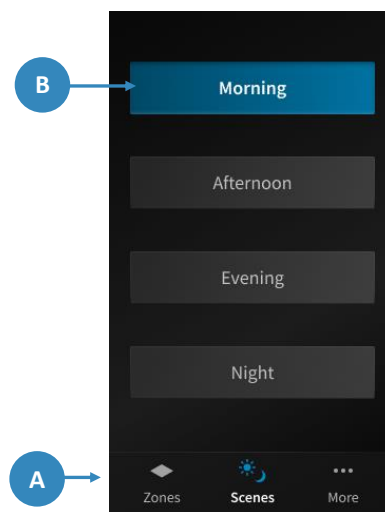 B
Morning
Afternoon
Evening
Night
A
Zones Scenes More